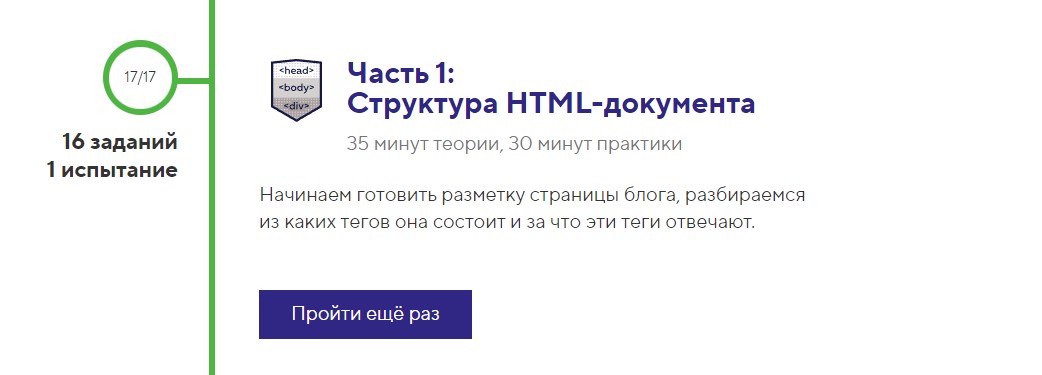 17/17
16 заданий
1 испытание
<head>
<body>
<div>
Часть 1:
Структура HTML-документа
35 минут теории, 30 минут практики
Начинаем готовить разметку страницы блога, разбираемся
из каких тегов она состоит и за что эти теги отвечают.
Пройти ещё раз